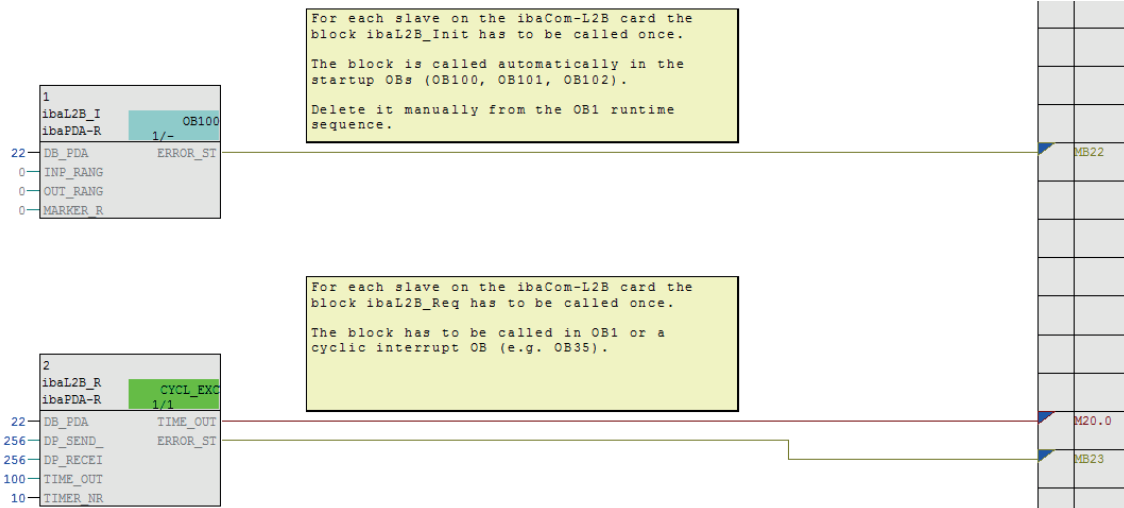 For each slave on the ibaCom-L2B card the
block ibaL2B_Init has to be called once.
The block is called automatically in the
startup OBs (OB100, OB101, OB102).
Delete it manually from the OB1 runtime
sequence.
1
ibaL2B_I
ibaPDA-R
OB100
1/-
22 DB_PDA ERROR_ST MB22
0 INP_RANG
0 OUT_RANG
0 MARKER_R
For each slave on the ibaCom-L2B card the
block ibaL2B_Req has to be called once.
The block has to be called in OB1 or a
cyclic interrupt OB (e.g. OB35).
2
ibaL2B_R
ibaPDA-R
CYCL_EXC
1/1
22 DB_PDA TIME_OUT M20.0
256 DP_SEND_ ERROR_ST MB23
256 DP_RECEI
100 TIME_OUT
10 TIMER_NR